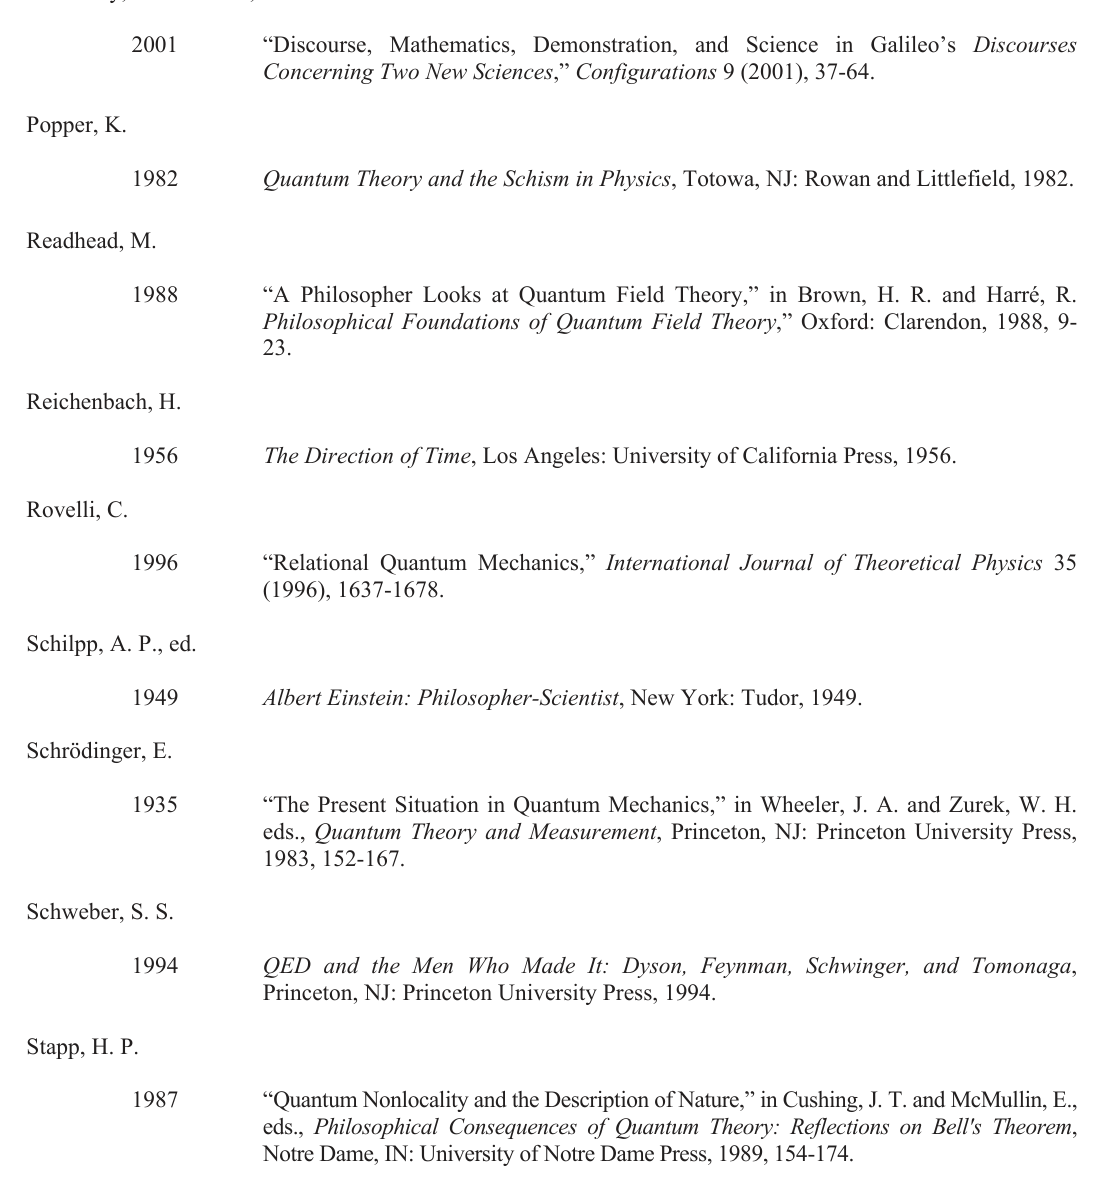 2001 “Discourse, Mathematics, Demonstration, and Science in Galileo’s Discourses
Concerning Two New Sciences,” Configurations 9 (2001), 37-64.
Popper, K.
1982 Quantum Theory and the Schism in Physics, Totowa, NJ: Rowan and Littlefield, 1982.
Readhead, M.
1988 “A Philosopher Looks at Quantum Field Theory,” in Brown, H. R. and Harré, R.
Philosophical Foundations of Quantum Field Theory,” Oxford: Clarendon, 1988, 9-
23.
Reichenbach, H.
1956 The Direction of Time, Los Angeles: University of California Press, 1956.
Rovelli, C.
1996 “Relational Quantum Mechanics,” International Journal of Theoretical Physics 35
(1996), 1637-1678.
Schilpp, A. P., ed.
1949 Albert Einstein: Philosopher-Scientist, New York: Tudor, 1949.
Schrödinger, E.
1935 “The Present Situation in Quantum Mechanics,” in Wheeler, J. A. and Zurek, W. H.
eds., Quantum Theory and Measurement, Princeton, NJ: Princeton University Press,
1983, 152-167.
Schweber, S. S.
1994 QED and the Men Who Made It: Dyson, Feynman, Schwinger, and Tomonaga,
Princeton, NJ: Princeton University Press, 1994.
Stapp, H. P.
1987 “Quantum Nonlocality and the Description of Nature,” in Cushing, J. T. and McMullin, E.,
eds., Philosophical Consequences of Quantum Theory: Reflections on Bell's Theorem,
Notre Dame, IN: University of Notre Dame Press, 1989, 154-174.